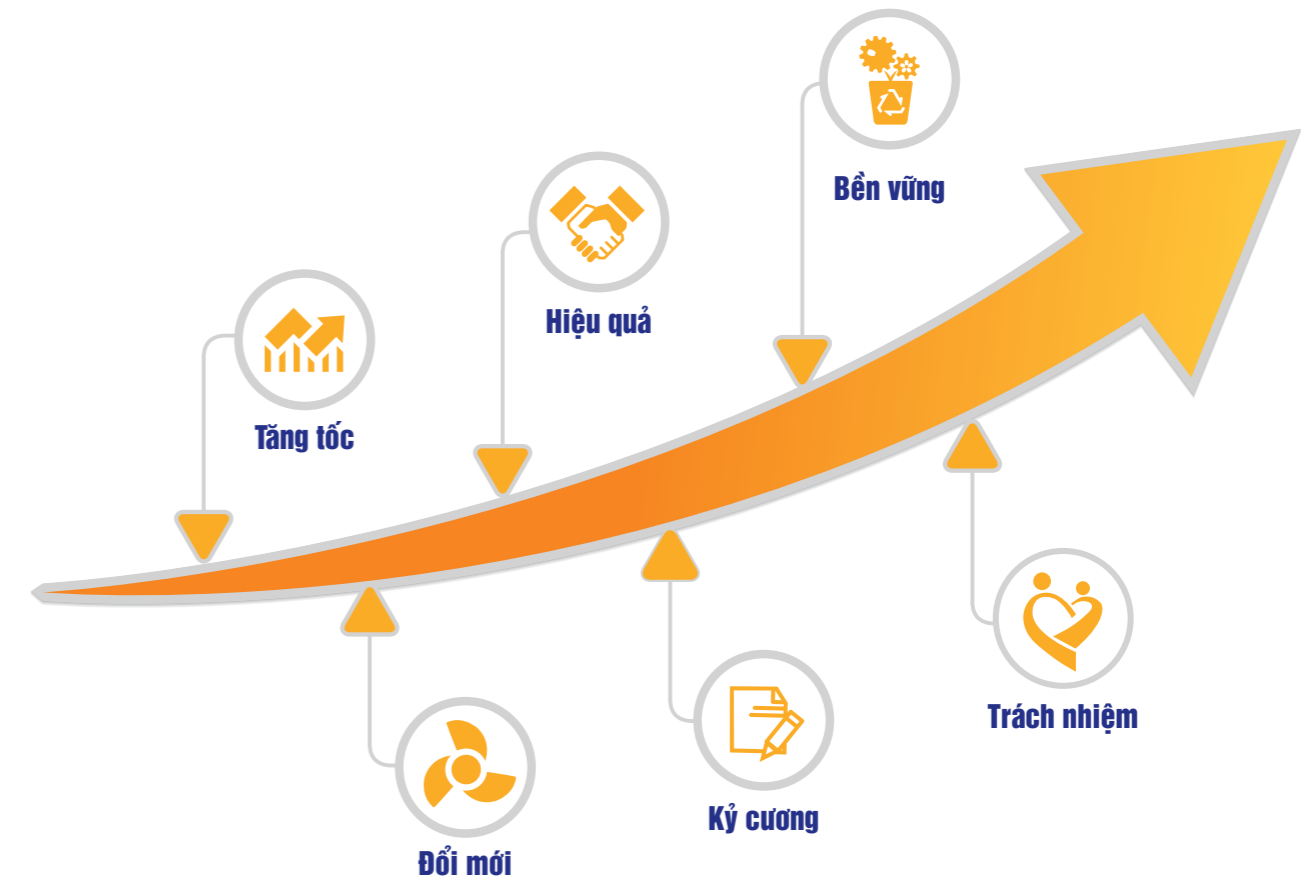 Bền vững
Hiệu quả
Tăng tốc
Trách nhiệm
Kỷ cương
Đổi mới